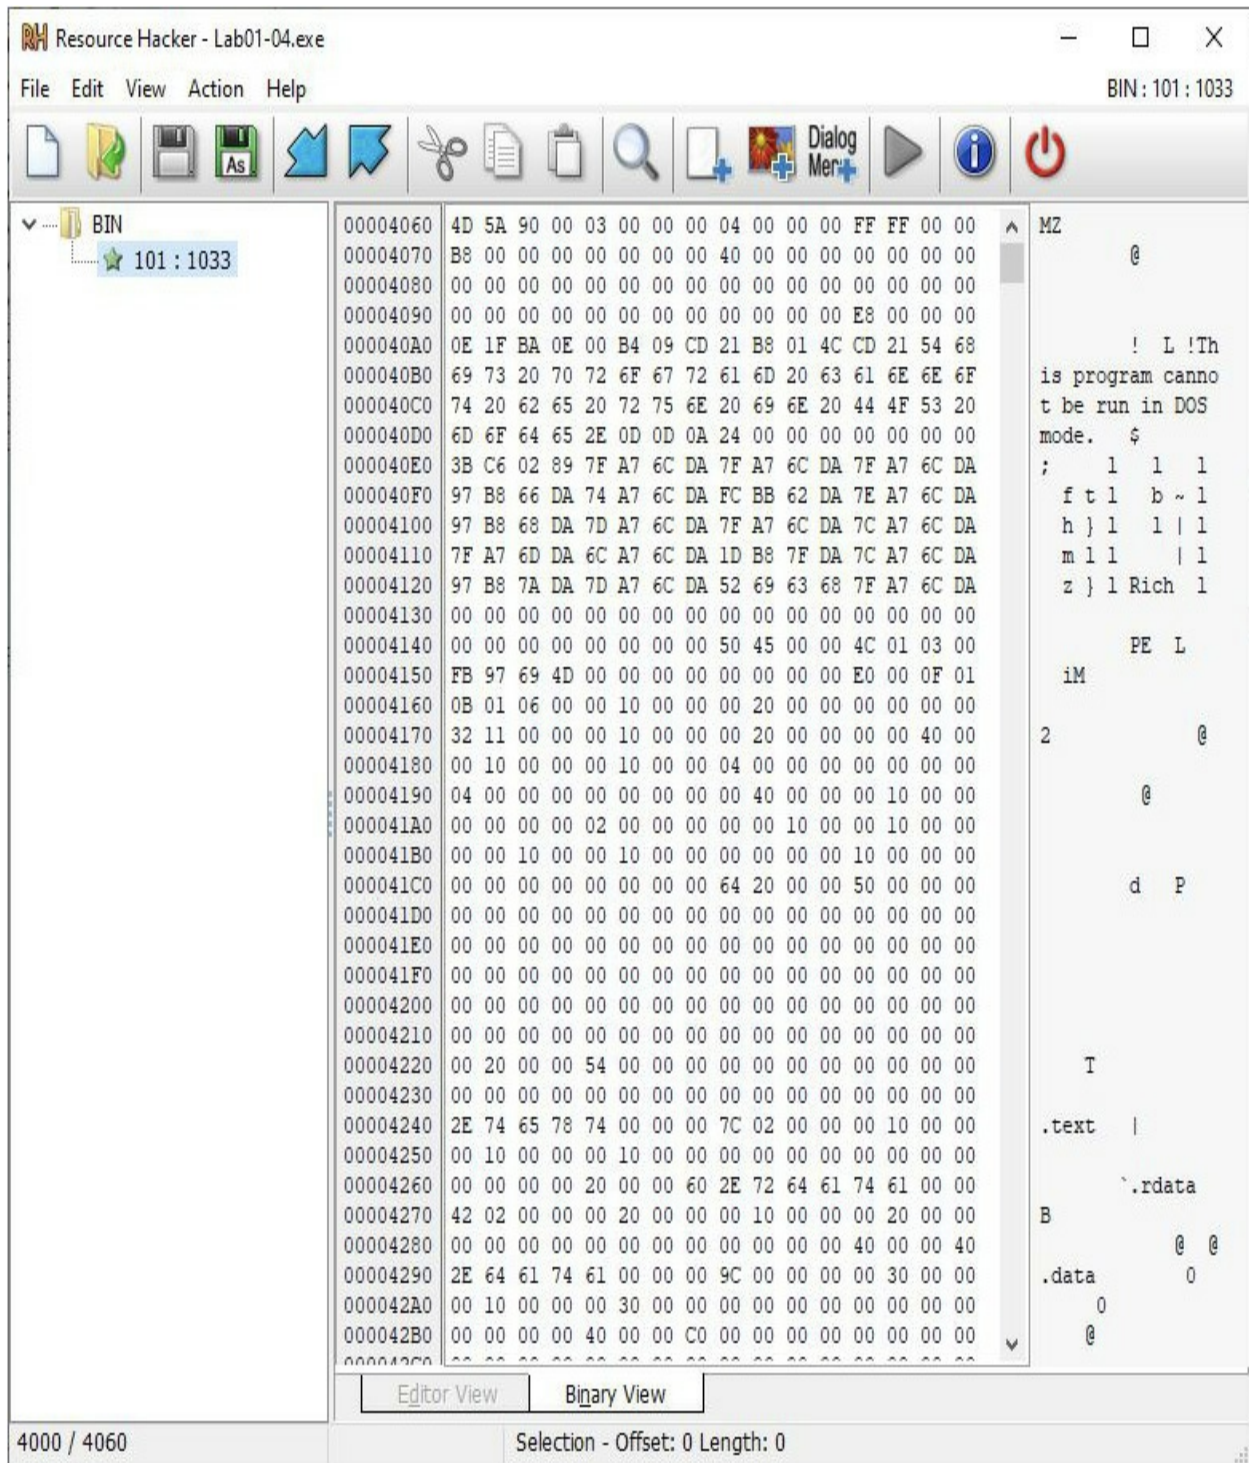 Resource Hacker - Lab01-04.exe
File Edit View Action Help BIN : 101 : 1033
As Dialog
Menu
BIN
101 : 1033
00004060 4D 5A 90 00 03 00 00 00 04 00 00 00 FF FF 00 00 MZ
00004070 B8 00 00 00 00 00 00 00 40 00 00 00 00 00 00 00 @
00004080 00 00 00 00 00 00 00 00 00 00 00 00 00 00 00 00
00004090 00 00 00 00 00 00 00 00 00 00 00 00 E8 00 00 00
000040A0 0E 1F BA 0E 00 B4 09 CD 21 B8 01 4C CD 21 54 68 ! L !Th
000040B0 69 73 20 70 72 6F 67 72 61 6D 20 63 61 6E 6E 6F is program canno
000040C0 74 20 62 65 20 72 75 6E 20 69 6E 20 44 4F 53 20 t be run in DOS
000040D0 6D 6F 64 65 2E 0D 0D 0A 24 00 00 00 00 00 00 00 mode. $
000040E0 3B C6 02 89 7F A7 6C DA 7F A7 6C DA 7F A7 6C DA ; l l l
000040F0 97 B8 66 DA 74 A7 6C DA FC BB 62 DA 7E A7 6C DA f t l b ~ l
00004100 97 B8 68 DA 7D A7 6C DA 7F A7 6C DA 7C A7 6C DA h } l l | l
00004110 7F A7 6D DA 6C A7 6C DA 1D B8 7F DA 7C A7 6C DA m l l | l
00004120 97 B8 7A DA 7D A7 6C DA 52 69 63 68 7F A7 6C DA z } l Rich l
00004130 00 00 00 00 00 00 00 00 00 00 00 00 00 00 00 00
00004140 00 00 00 00 00 00 00 00 50 45 00 00 4C 01 03 00 PE L
00004150 FB 97 69 4D 00 00 00 00 00 00 00 00 E0 00 0F 01 iM
00004160 0B 01 06 00 00 10 00 00 00 20 00 00 00 00 00 00
00004170 32 11 00 00 00 10 00 00 00 20 00 00 00 00 40 00 2 @
00004180 00 10 00 00 00 10 00 00 04 00 00 00 00 00 00 00
00004190 04 00 00 00 00 00 00 00 00 40 00 00 00 10 00 00 @
000041A0 00 00 00 00 02 00 00 00 00 00 10 00 00 10 00 00
000041B0 00 00 10 00 00 10 00 00 00 00 00 00 10 00 00 00
000041C0 00 00 00 00 00 00 00 00 64 20 00 00 50 00 00 00 d P
000041D0 00 00 00 00 00 00 00 00 00 00 00 00 00 00 00 00
000041E0 00 00 00 00 00 00 00 00 00 00 00 00 00 00 00 00
000041F0 00 00 00 00 00 00 00 00 00 00 00 00 00 00 00 00
00004200 00 00 00 00 00 00 00 00 00 00 00 00 00 00 00 00
00004210 00 00 00 00 00 00 00 00 00 00 00 00 00 00 00 00
00004220 00 20 00 00 54 00 00 00 00 00 00 00 00 00 00 00 T
00004230 00 00 00 00 00 00 00 00 00 00 00 00 00 00 00 00
00004240 2E 74 65 78 74 00 00 00 7C 02 00 00 00 10 00 00 .text |
00004250 00 10 00 00 00 10 00 00 00 00 00 00 00 00 00 00
00004260 00 00 00 00 20 00 00 60 2E 72 64 61 74 61 00 00 `.rdata
00004270 42 02 00 00 00 20 00 00 00 10 00 00 00 20 00 00 B
00004280 00 00 00 00 00 00 00 00 00 00 00 00 40 00 00 40 @ @
00004290 2E 64 61 74 61 00 00 00 9C 00 00 00 00 30 00 00 .data 0
000042A0 00 10 00 00 00 30 00 00 00 00 00 00 00 00 00 00 0
000042B0 00 00 00 00 40 00 00 C0 00 00 00 00 00 00 00 00 @
Editor View Binary View
4000 / 4060 Selection - Offset: 0 Length: 0